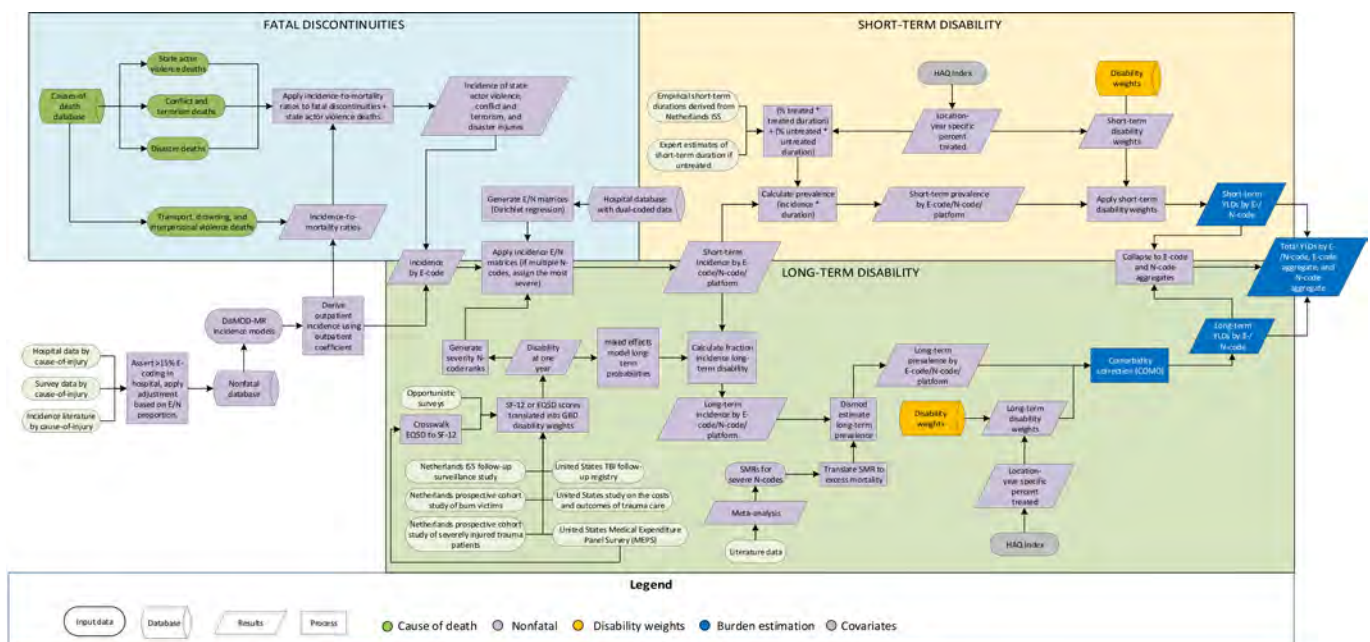 FATAL DISCONTINUITIES
SHORT-TERM DISABILITY
State actor
violence deaths
Causes-of
death
database
Conflict and
terrorism deaths
Disaster deaths
Transport, drowning, and
interpersonal violence deaths
Apply incidence-to-mortality
ratios to fatal discontinuities +
state actor violence deaths
Incidence of state
actor violence,
conflict and
terrorism, and
disaster injuries
Incidence-to-
mortality ratios
Generate E/N matrices
(Dirichlet regression)
Hospital database
with dual-coded data
Empirical short-term
durations derived from
Netherlands ISS
Expert estimates of
short-term duration if
untreated
(% treated *
treated duration)
+ (% untreated *
untreated
duration)
HAQ Index
Location-
year specific
percent
treated
Disability
weights
Short-term
disability
weights
Calculate prevalence
(incidence *
duration)
Short-term prevalence
by E-code/N-code/
platform
Apply short-term
disability weights
Short-term
YLDs by E-/
N-code
Total YLDs by E-
/N-code, E-code
aggregate, and
N-code
aggregate
Collapse to E-code
and N-code
aggregates
Incidence
by E-code
Apply incidence E/N
matrices (if multiple N-
codes, assign the most
severe)
Short-term
incidence by E-
code/N-code/
platform
LONG-TERM DISABILITY
Long-term
YLDs by E-/
N-code
Derive
outpatient
incidence using
outpatient
coefficient
DisMOD-MR
incidence models
Hospital data by
cause-of-injury
Survey data by
cause-of-injury
Incidence literature
by cause-of-injury
Assert >15% E-
coding in
hospital, apply
adjustment
based on E/N
proportion.
Nonfatal
database
Generate
severity N-
code ranks
Disability
at one
year
mixed effects
model long-
term
probabilities
Calculate fraction
incidence long-
term disability
Long-term
prevalence by
E-code/N-code/
platform
Comorbidity
correction (COMO)
Opportunistic
surveys
Crosswalk
EQ5D to SF-12
SF-12 or EQ5D scores
translated into GBD
disability weights
Long-term
incidence by E-
code/N-code/
platform
Dismod
estimate
long-term
prevalence
Disability
weights
Long-term
disability
weights
Netherlands ISS follow-up
surveillance study
United States TBI follow-
up registry
Netherlands prospective cohort
study of burn victims
United States study on the costs
and outcomes of trauma care
Netherlands prospective cohort
study of severely injured trauma
patients
United States Medical Expenditure
Panel Survey (MEPS)
SMRs for
severe N-codes
Translate SMR to
excess mortality
Meta-analysis
Literature data
Location-
year specific
percent
treated
HAQ Index
Legend
Input data
Database
Results
Process
Cause of death
Nonfatal
Disability weights
Burden estimation
Covariates